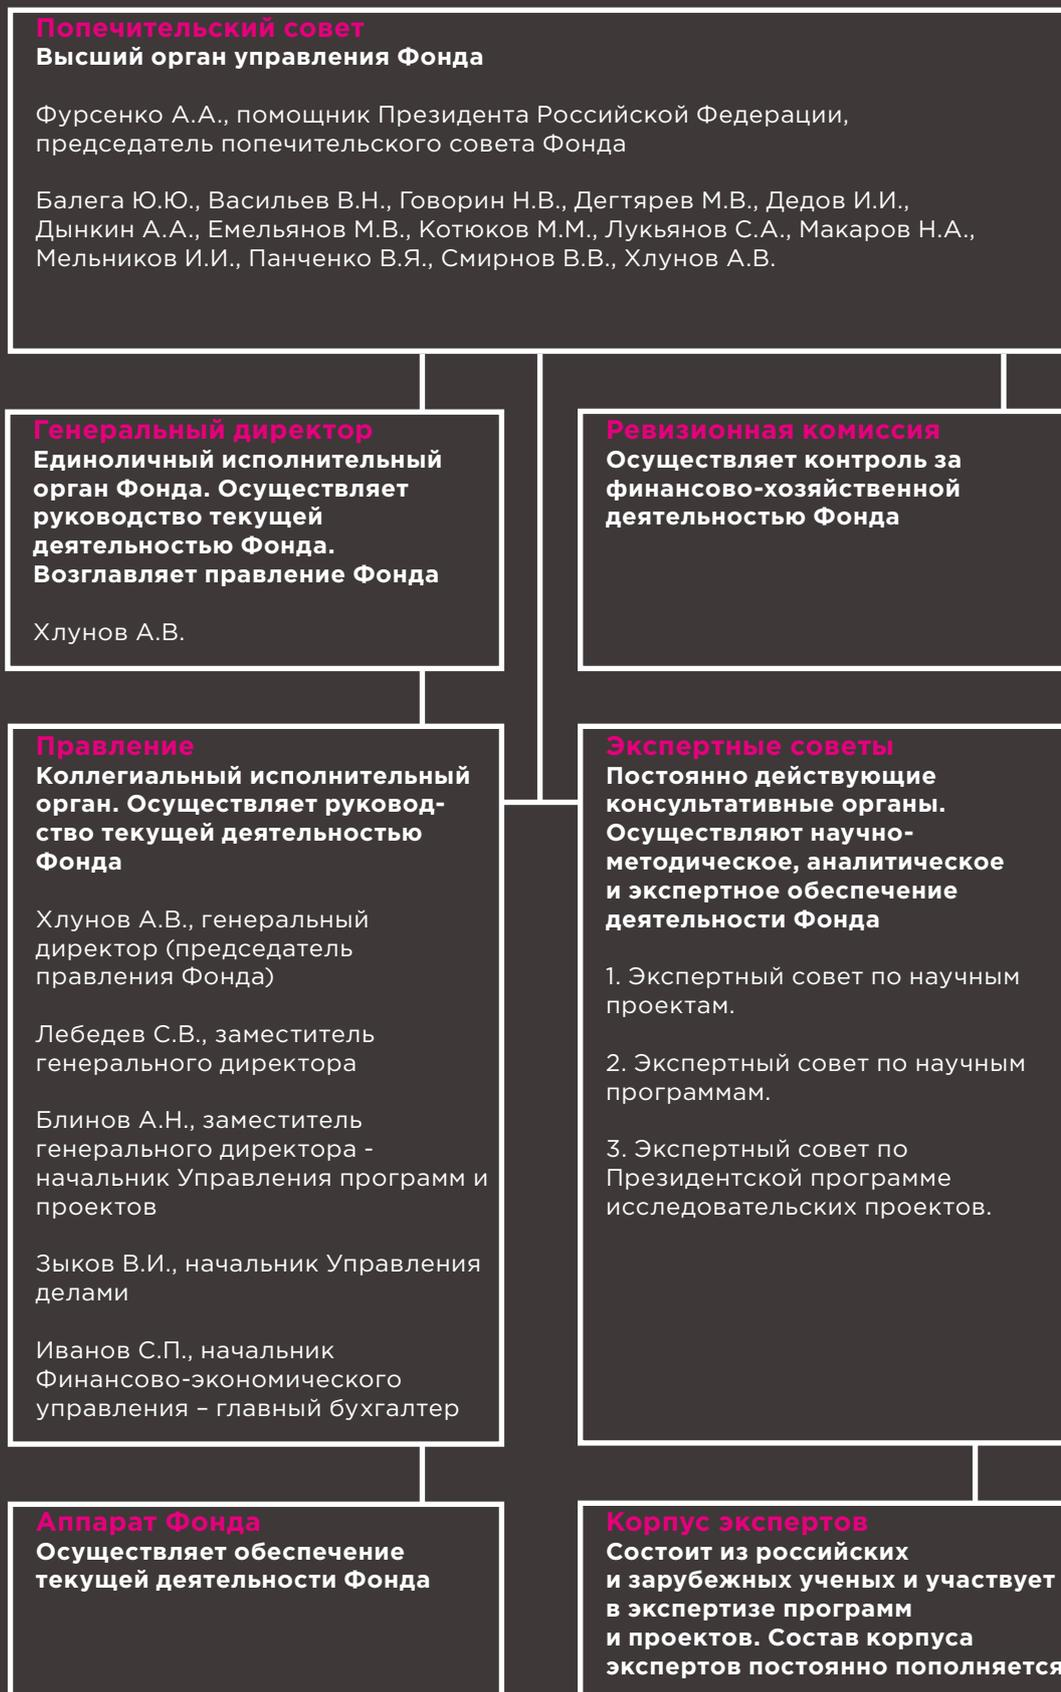 Попечительский совет
Высший орган управления Фонда
Фурсенко А.А., помощник Президента Российской Федерации,
председатель попечительского совета Фонда
Балега Ю.Ю., Васильев В.Н., Говорин Н.В., Дегтярев М.В., Дедов И.И.,
Дынкин А.А., Емельянов М.В., Котюков М.М., Лукьянов С.А., Макаров Н.А.,
Мельников И.И., Панченко В.Я., Смирнов В.В., Хлунов А.В.
Генеральный директор
Единоличный исполнительный
орган Фонда. Осуществляет
руководство текущей
деятельностью Фонда.
Возглавляет правление Фонда
Хлунов А.В.
Ревизионная комиссия
Осуществляет контроль за
финансово-хозяйственной
деятельностью Фонда
Правление
Коллегиальный исполнительный
орган. Осуществляет руковод-
ство текущей деятельностью
Фонда
Хлунов А.В., генеральный
директор (председатель
правления Фонда)
Лебедев С.В., заместитель
генерального директора
Блинов А.Н., заместитель
генерального директора -
начальник Управления программ и
проектов
Зыков В.И., начальник Управления
делами
Иванов С.П., начальник
Финансово-экономического
управления – главный бухгалтер
Экспертные советы
Постоянно действующие
консультативные органы.
Осуществляют научно-
методическое, аналитическое
и экспертное обеспечение
деятельности Фонда
1. Экспертный совет по научным
проектам.
2. Экспертный совет по научным
программам.
3. Экспертный совет по
Президентской программе
исследовательских проектов.
Аппарат Фонда
Осуществляет обеспечение
текущей деятельности Фонда
Корпус экспертов
Состоит из российских
и зарубежных ученых и участвует
в экспертизе программ
и проектов. Состав корпуса
экспертов постоянно пополняется